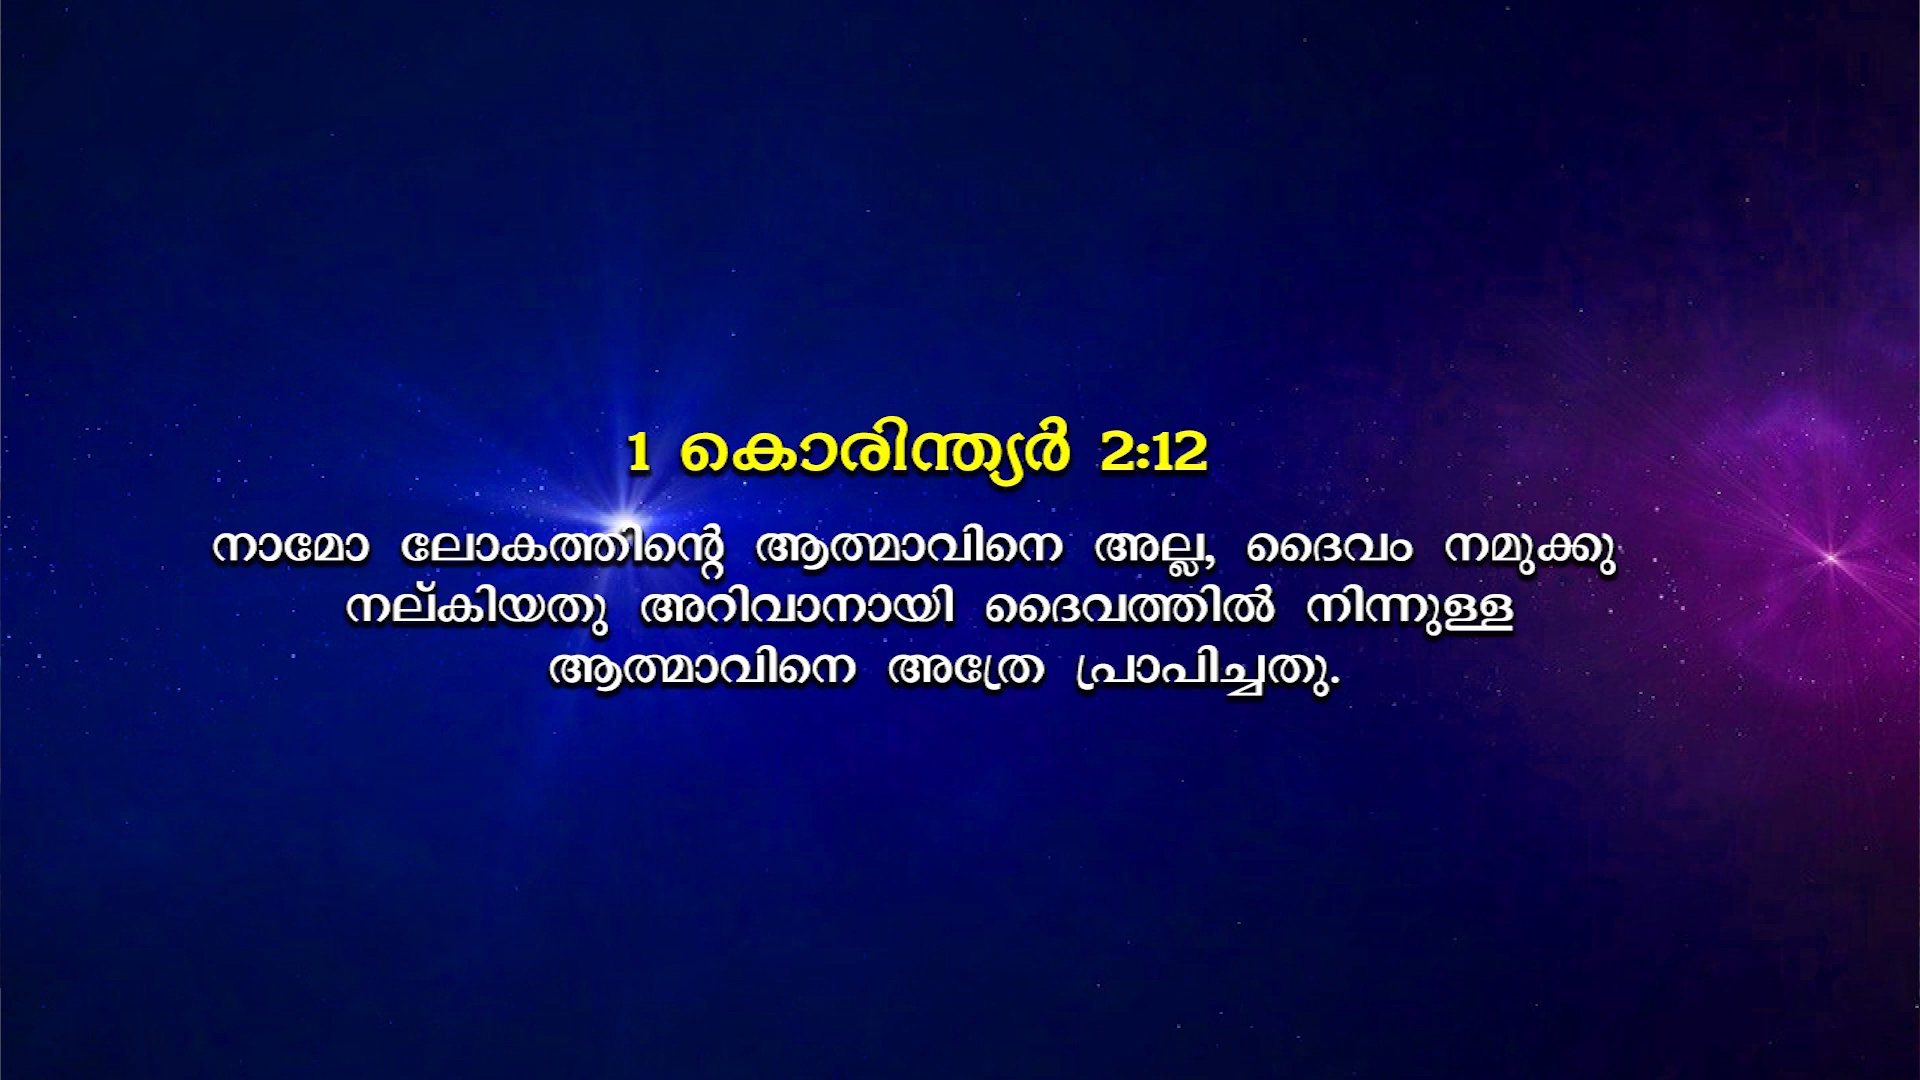 1 കൊരിന്ത്യർ 2:12
നാമോ ലോകത്തിന്റെ ആത്മാവിനെ അല്ല, ദൈവം നമുക്കു
നല്കിയതു അറിവാനായി ദൈവത്തിൽ നിന്നുള്ള
ആത്മാവിനെ അത്രേ പ്രാപിച്ചതു.